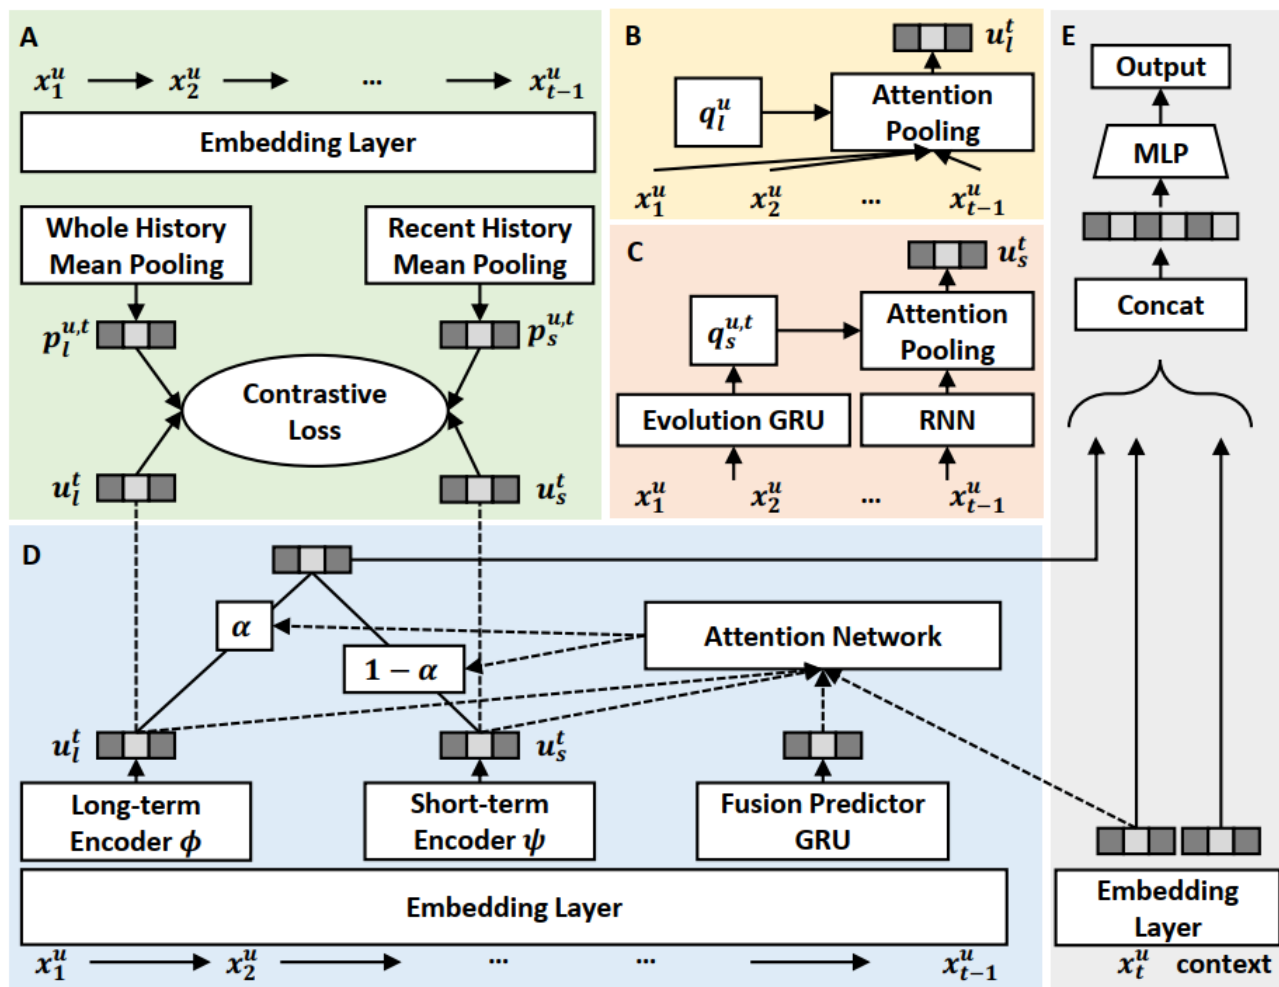 A
x_1^u x_2^u ... x_{t-1}^u
Embedding Layer
Whole History
Mean Pooling
Recent History
Mean Pooling
p_l^{u,t}
p_s^{u,t}
Contrastive
Loss
u_l^t
u_s^t
B
u_l^t
q_l^u
Attention
Pooling
x_1^u x_2^u ... x_{t-1}^u
C
u_s^t
q_s^{u,t}
Attention
Pooling
Evolution GRU
RNN
x_1^u x_2^u ... x_{t-1}^u
D
α
1 − α
Attention Network
u_l^t
u_s^t
Long-term
Encoder ϕ
Short-term
Encoder ψ
Fusion Predictor
GRU
Embedding Layer
x_1^u x_2^u ... ... x_{t-1}^u
E
Output
MLP
Concat
Embedding
Layer
x_t^u context